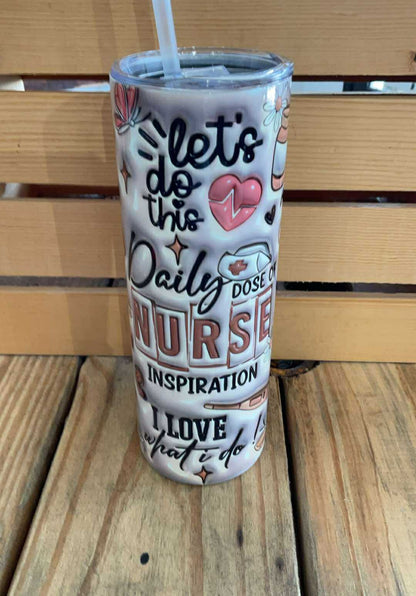 let's
do
this
Daily
DOSE OF
NURSE
INSPIRATION
I LOVE
what i do